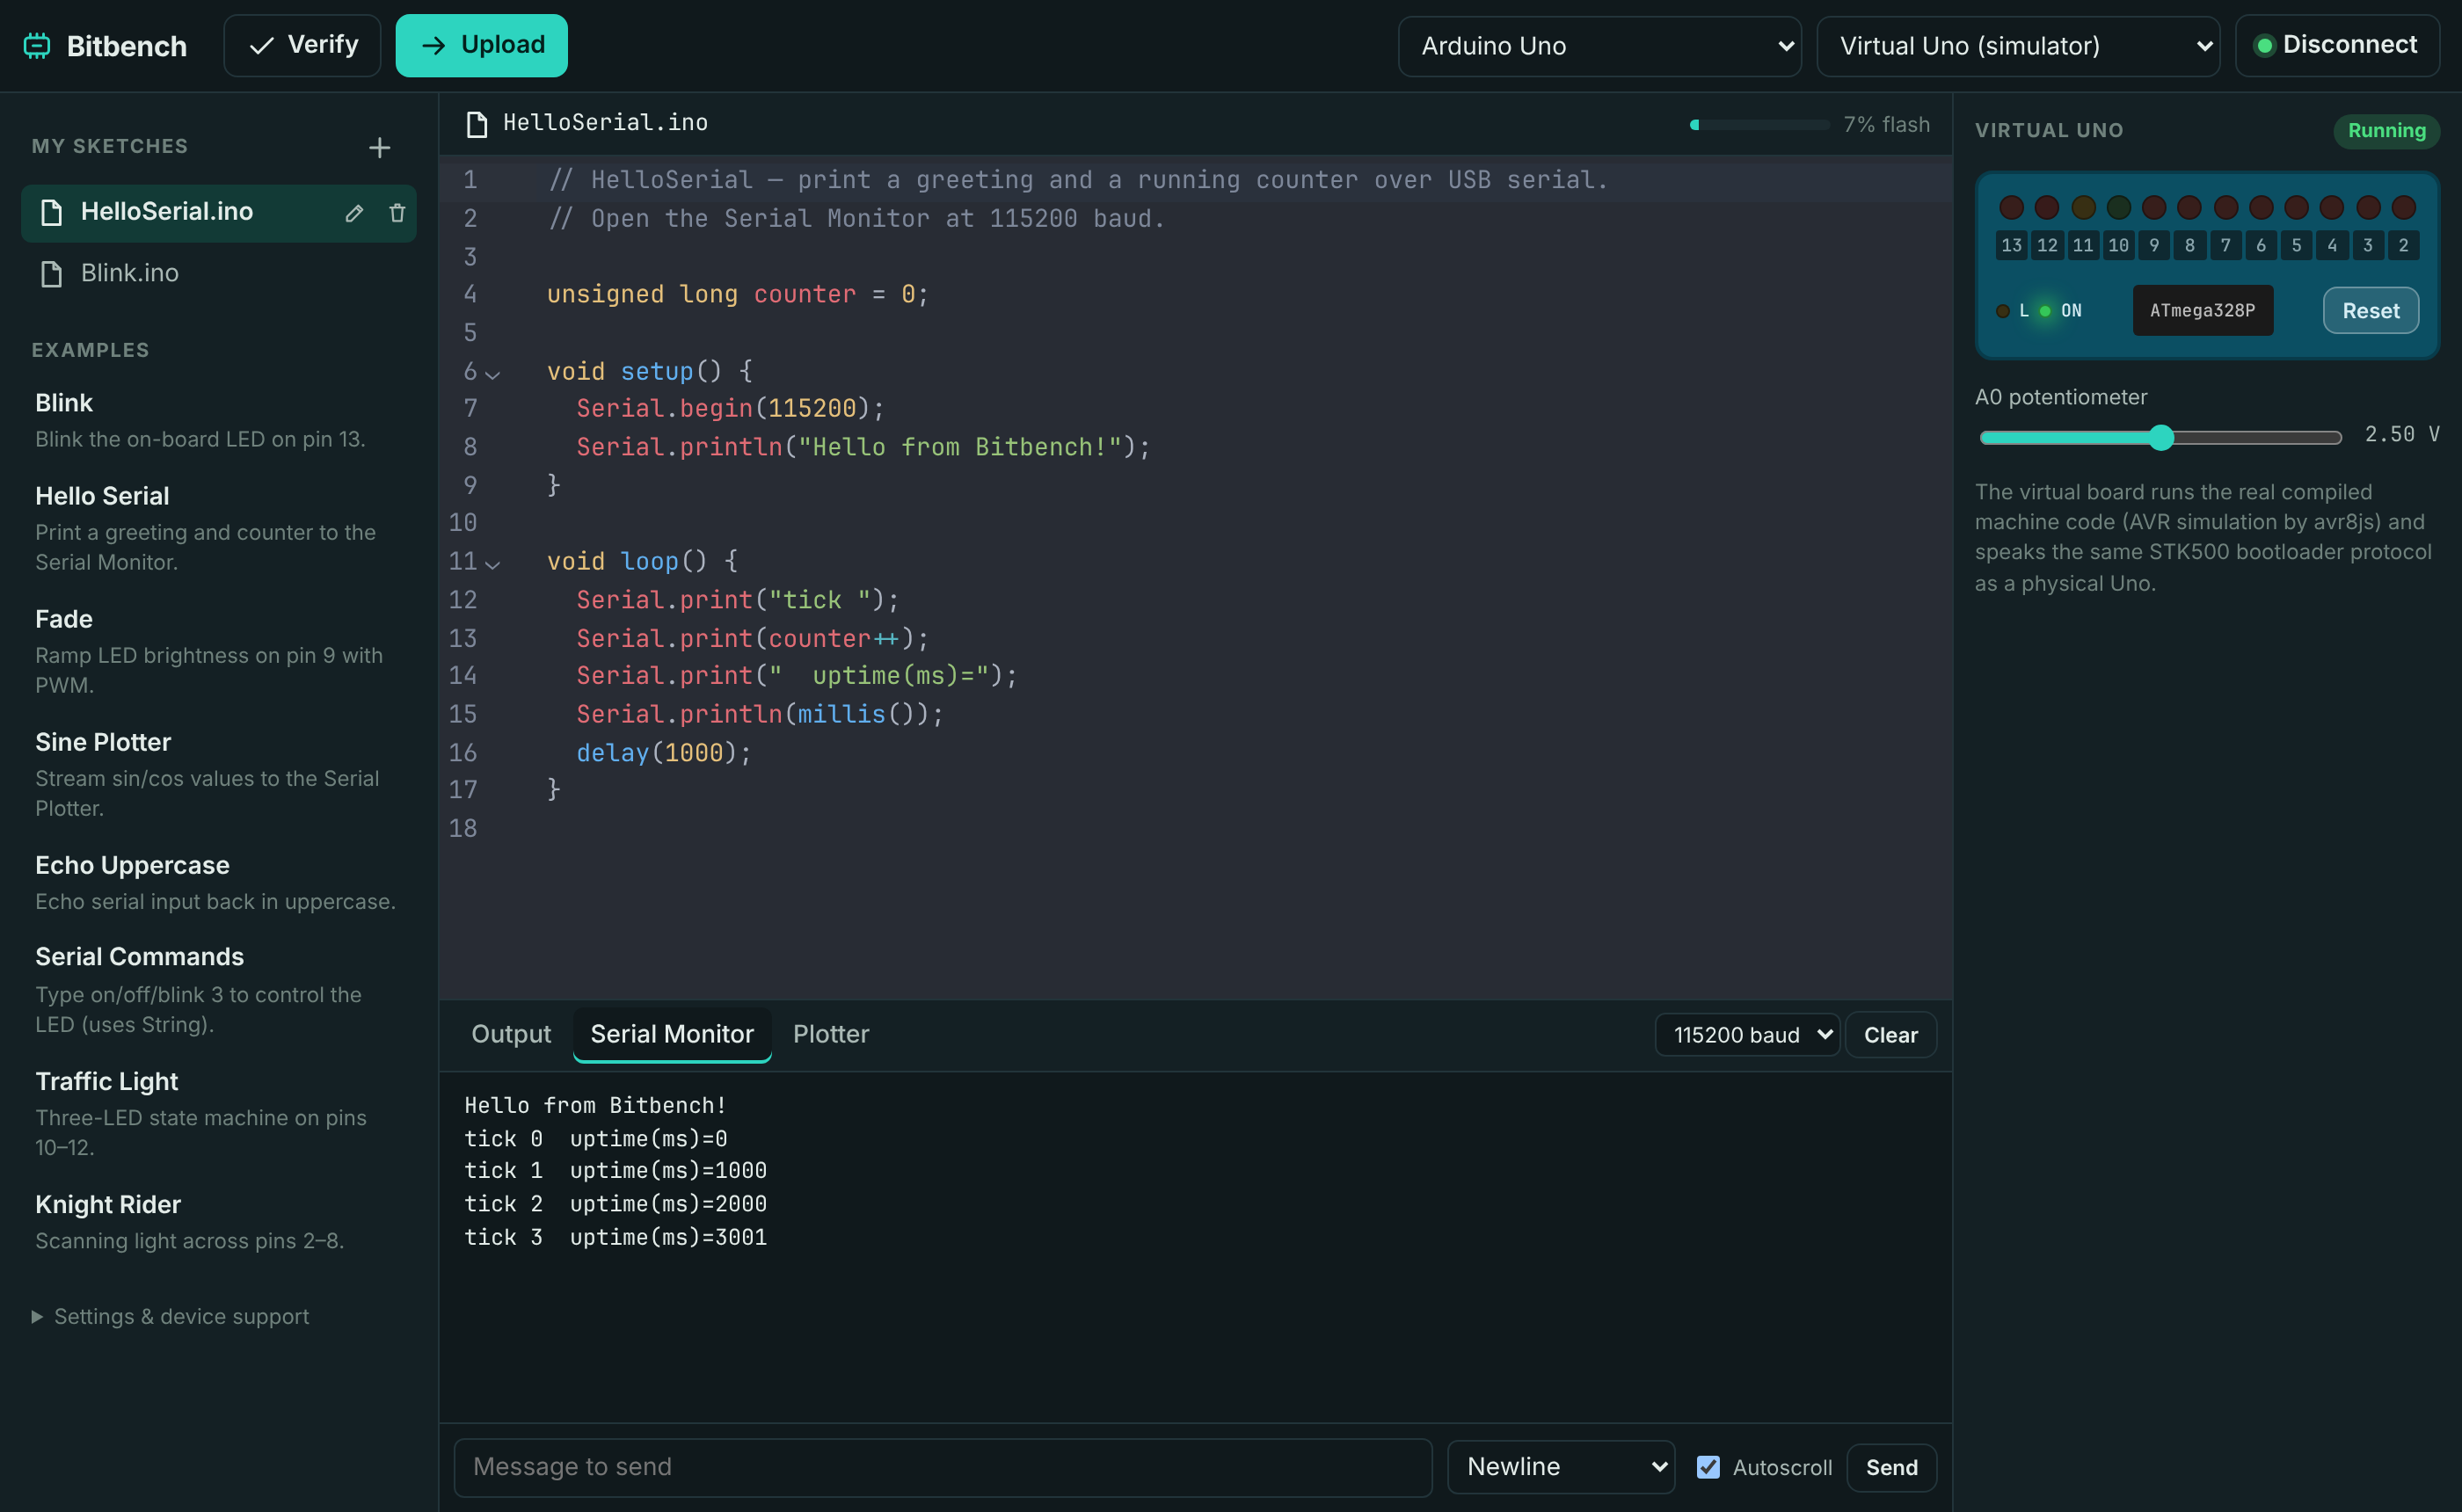 Bitbench
Verify
Upload
Arduino Uno
Virtual Uno (simulator)
Disconnect
MY SKETCHES
HelloSerial.ino
Blink.ino
EXAMPLES
Blink
Blink the on-board LED on pin 13.
Hello Serial
Print a greeting and counter to the
Serial Monitor.
Fade
Ramp LED brightness on pin 9 with
PWM.
Sine Plotter
Stream sin/cos values to the Serial
Plotter.
Echo Uppercase
Echo serial input back in uppercase.
Serial Commands
Type on/off/blink 3 to control the
LED (uses String).
Traffic Light
Three-LED state machine on pins
10–12.
Knight Rider
Scanning light across pins 2–8.
Settings & device support
HelloSerial.ino
7% flash
1 // HelloSerial — print a greeting and a running counter over USB serial.
2 // Open the Serial Monitor at 115200 baud.
3
4 unsigned long counter = 0;
5
6 void setup() {
7   Serial.begin(115200);
8   Serial.println("Hello from Bitbench!");
9 }
10
11 void loop() {
12   Serial.print("tick ");
13   Serial.print(counter++);
14   Serial.print("  uptime(ms)=");
15   Serial.println(millis());
16   delay(1000);
17 }
18
Output
Serial Monitor
Plotter
115200 baud
Clear
Hello from Bitbench!
tick 0  uptime(ms)=0
tick 1  uptime(ms)=1000
tick 2  uptime(ms)=2000
tick 3  uptime(ms)=3001
Message to send
Newline
Autoscroll
Send
VIRTUAL UNO
Running
13 12 11 10 9 8 7 6 5 4 3 2
L
ON
ATmega328P
Reset
A0 potentiometer
2.50 V
The virtual board runs the real compiled
machine code (AVR simulation by avr8js) and
speaks the same STK500 bootloader protocol
as a physical Uno.